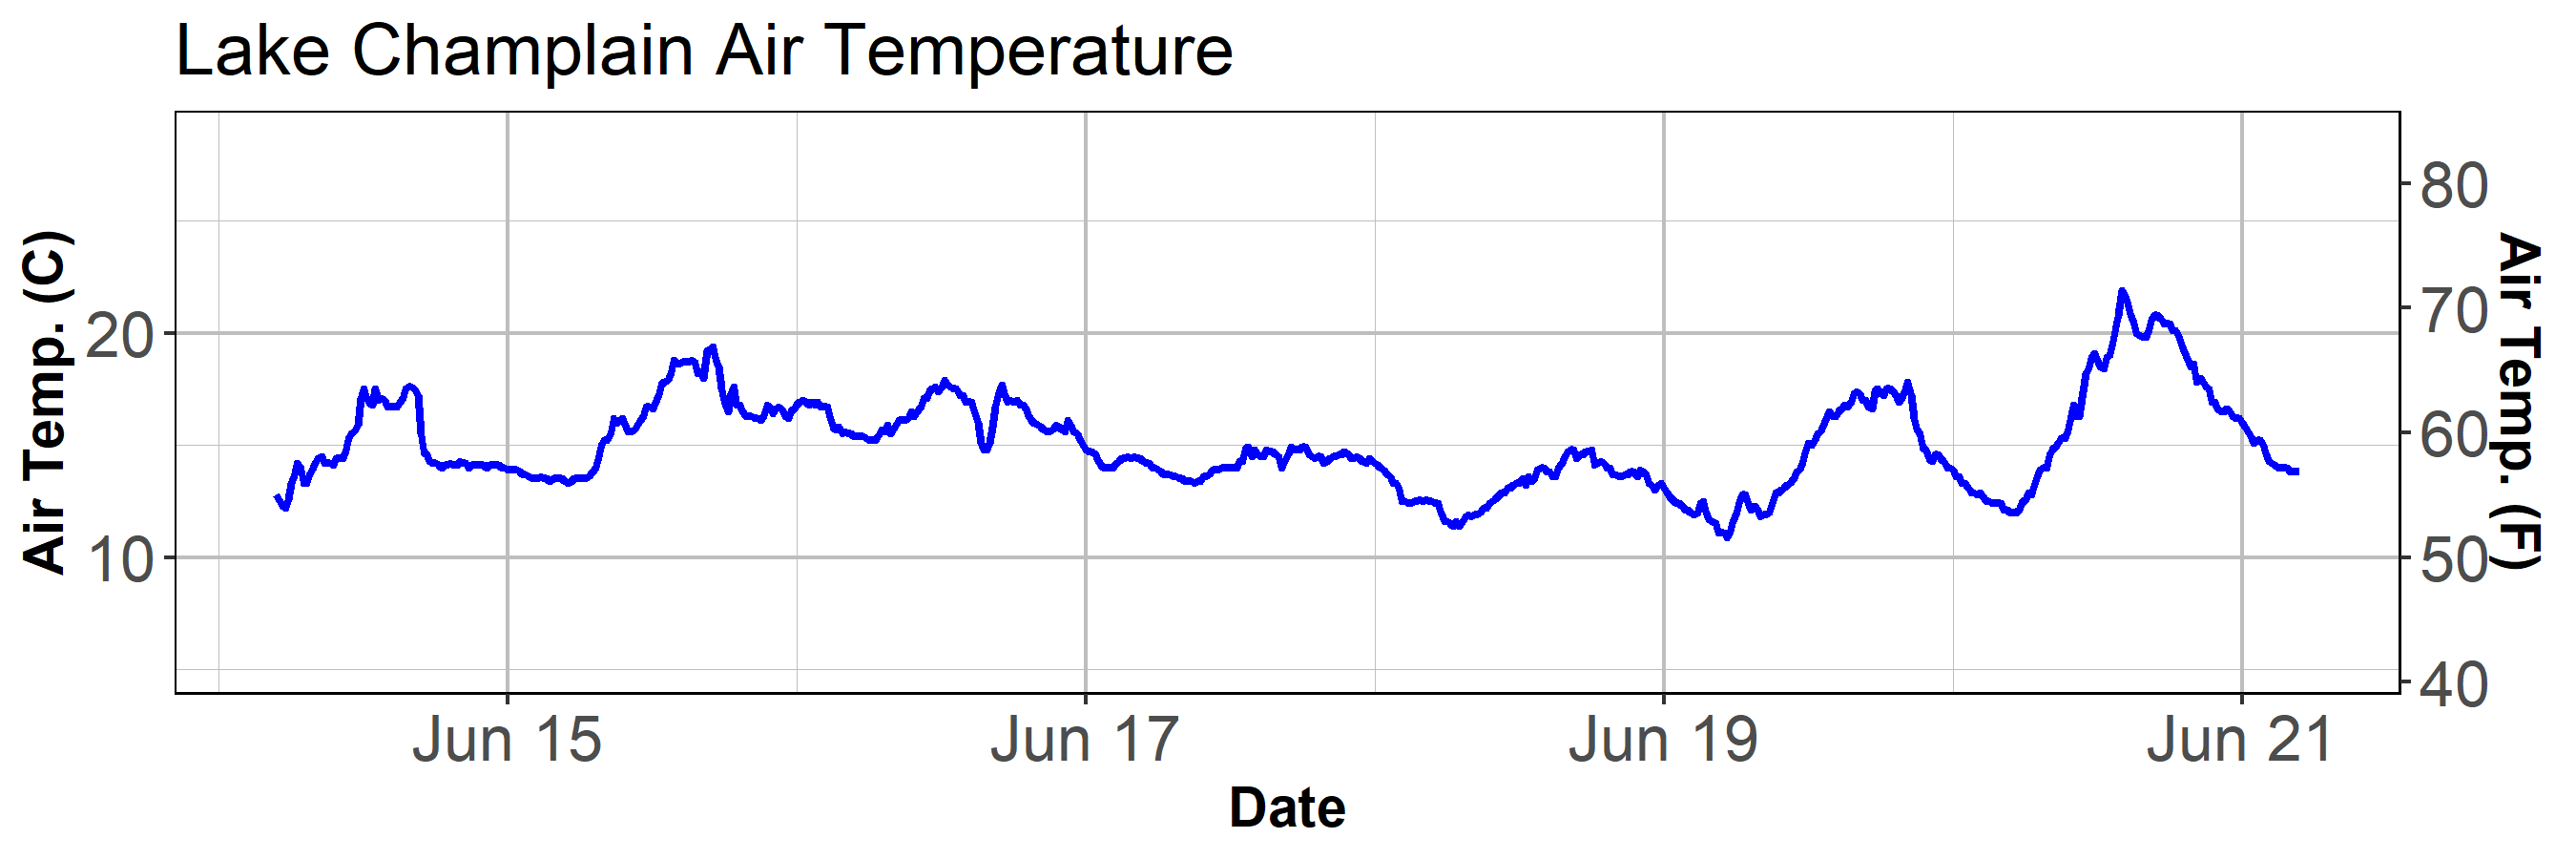 Lake Champlain Air Temperature
Air Temp. (C)
20
10
80
70
60
50
40
Air Temp. (F)
Jun 15 Jun 17 Jun 19 Jun 21
Date